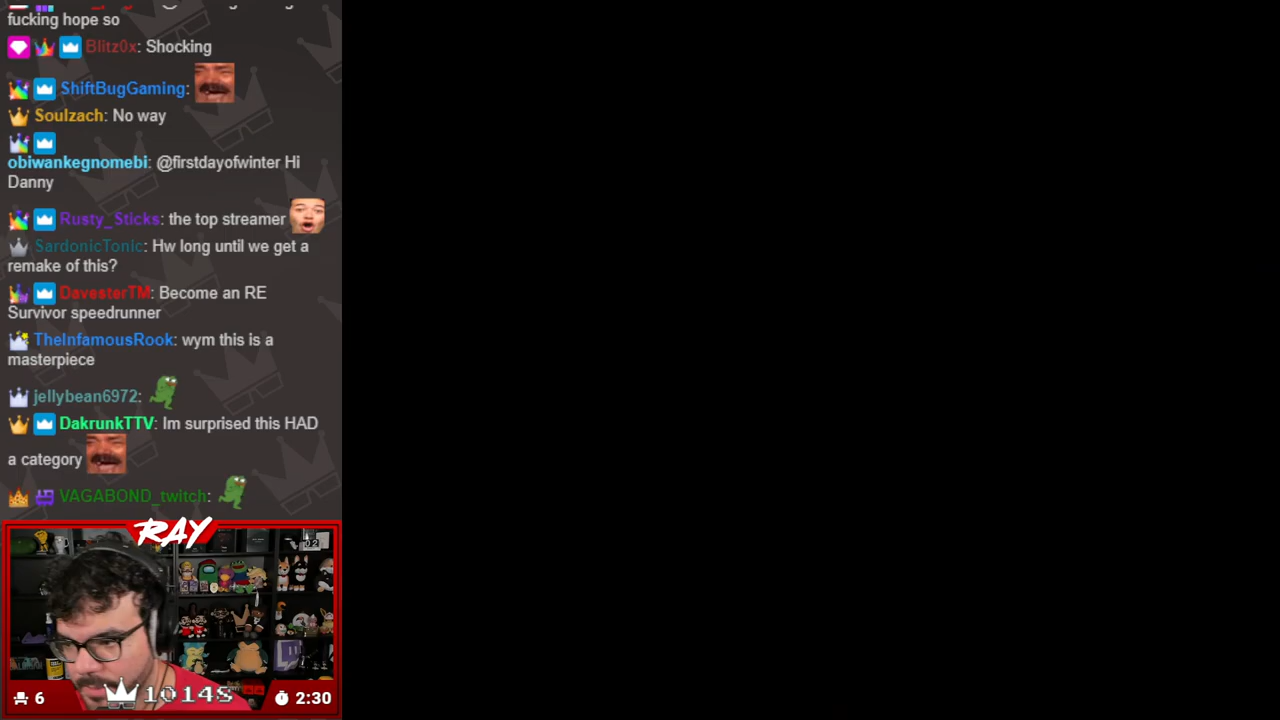 fucking hope so
Blitz0x: Shocking
ShiftBugGaming:
Soulzach: No way
obiwankegnomebi: @firstdayofwinter Hi
Danny
Rusty_Sticks: the top streamer
SardonicTonic: Hw long until we get a
remake of this?
DavesterTM: Become an RE
Survivor speedrunner
TheInfamousRook: wym this is a
masterpiece
jellybean6972:
DakrunkTTV: Im surprised this HAD
a category
VAGABOND_twitch:
RAY
6
10148
2:30